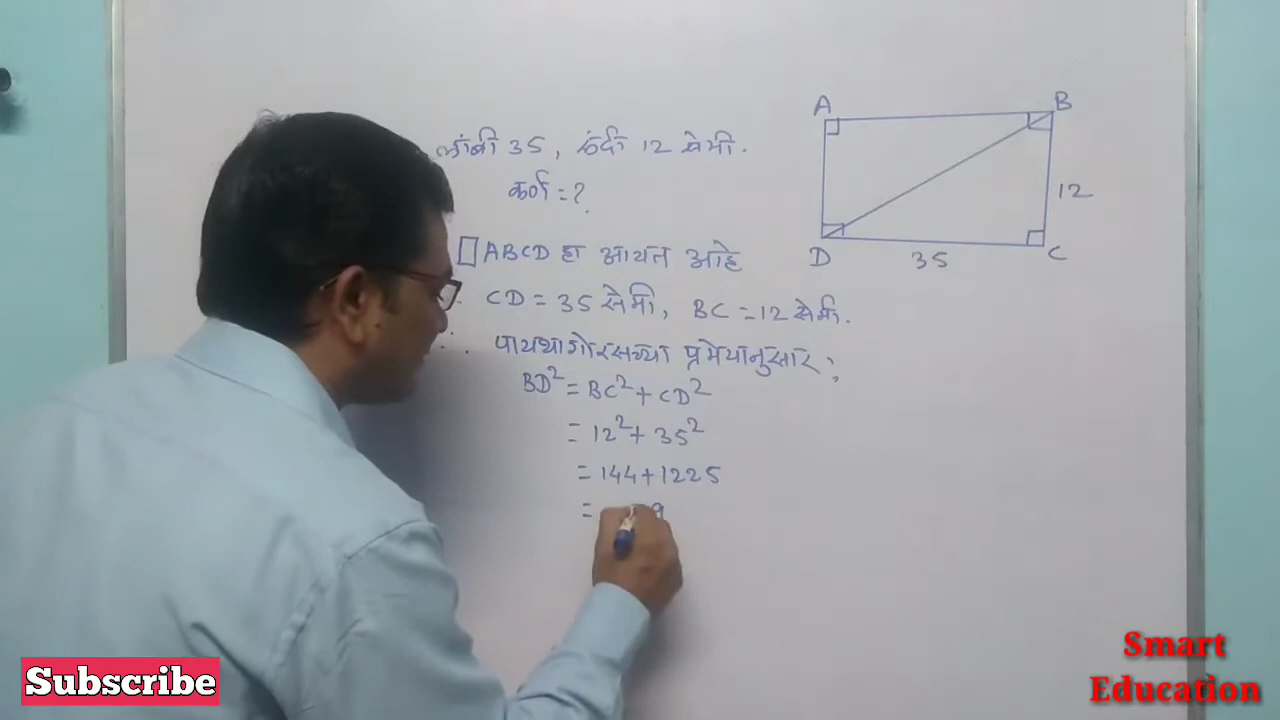 लांबी 35, रुंदी 12 सेमी.
कर्ण = ?
□ABCD हा आयत आहे
CD = 35 सेमी, BC = 12 सेमी.
∴ पायथागोरसच्या प्रमेयानुसार;
BD² = BC² + CD²
= 12² + 35²
= 144 + 1225
= 9
A
B
12
D
35
C
Subscribe
Smart
Education